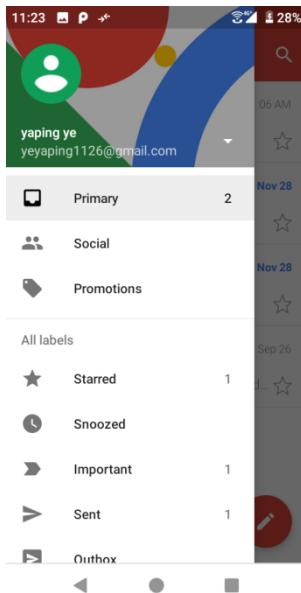 11:23 P 4G 28%
yaping ye
yeyaping1126@gmail.com
06 AM
Primary 2
Nov 28
Social
Nov 28
Promotions
All labels
Sep 26
Starred 1
d...
Snoozed
Important 1
Sent 1
Outbox